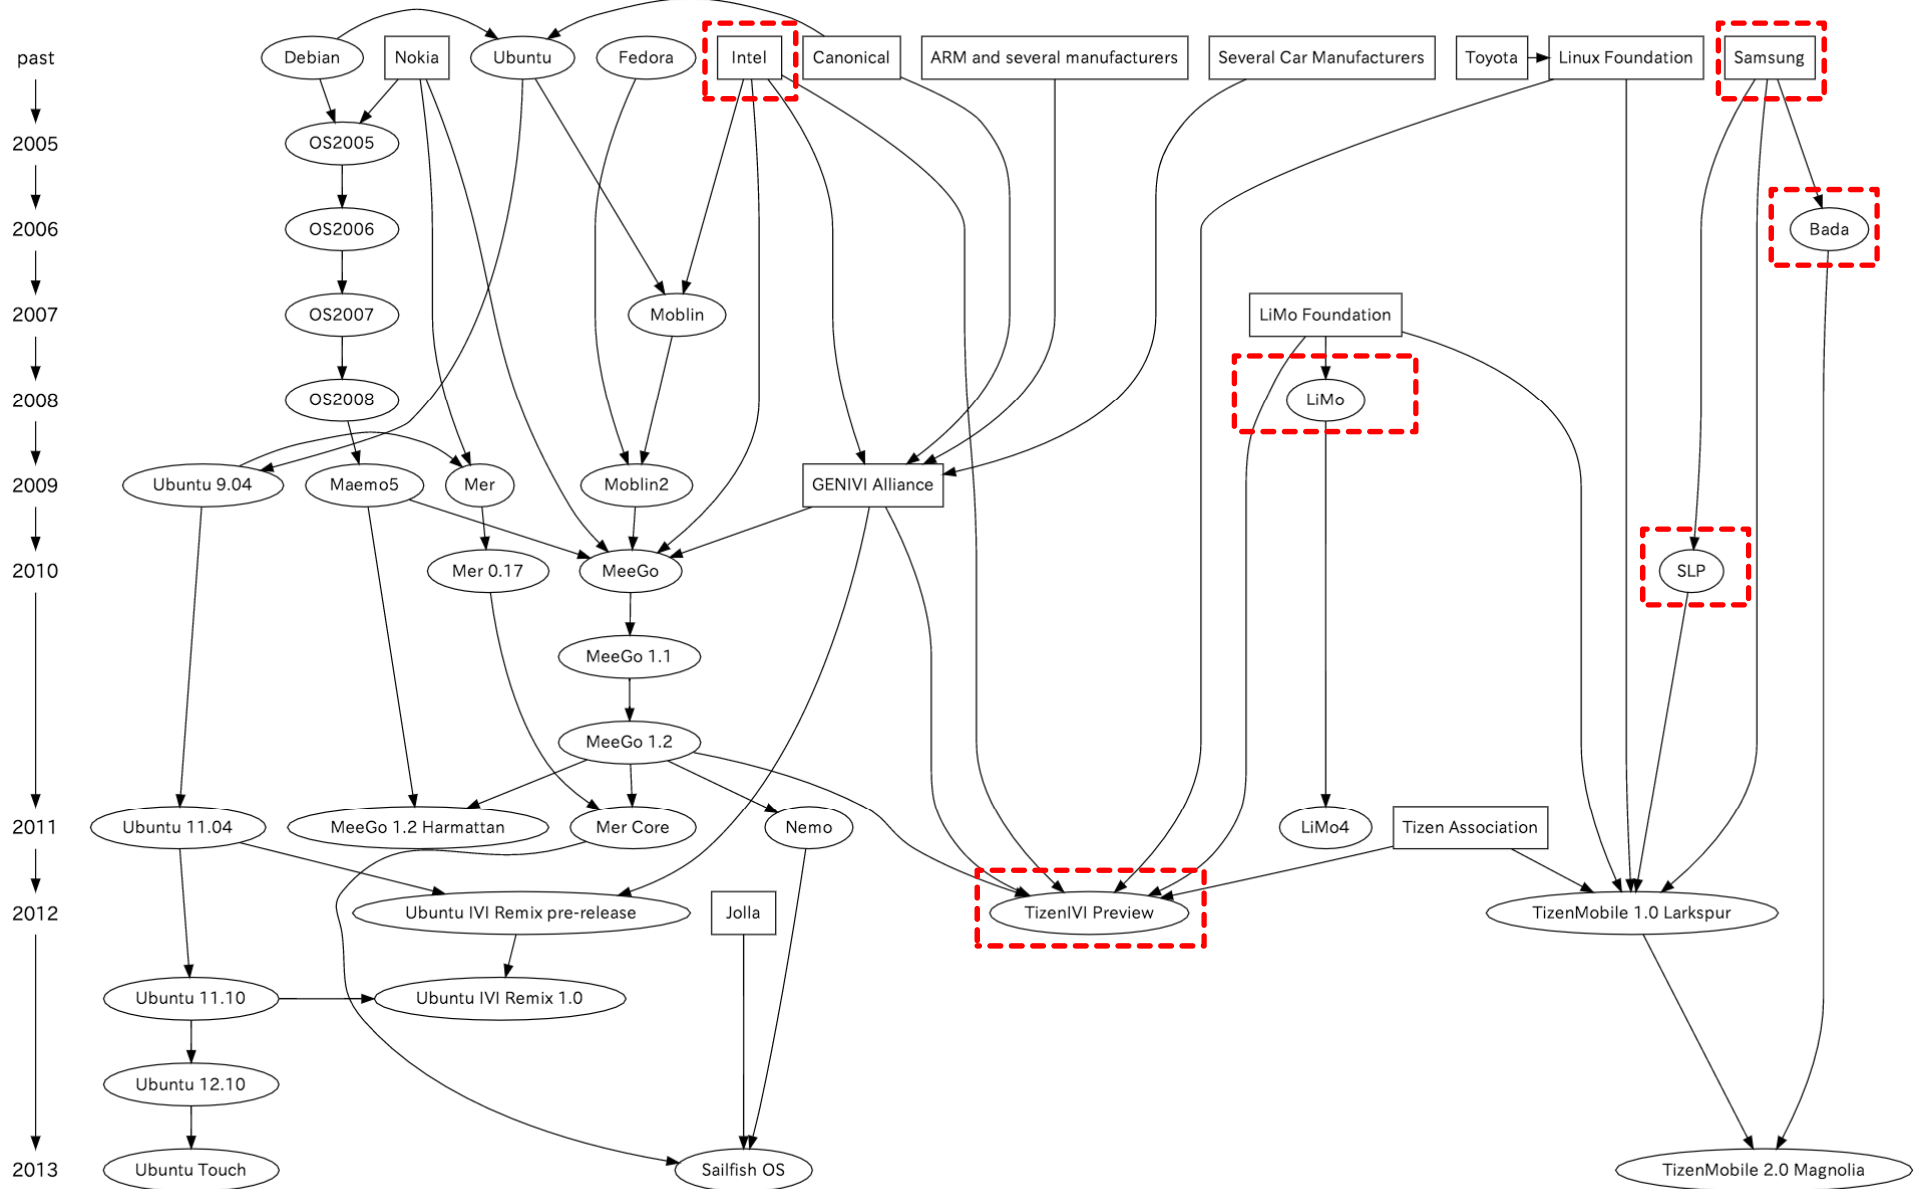 past
Debian
Nokia
Ubuntu
Fedora
Intel
Canonical
ARM and several manufacturers
Several Car Manufacturers
Toyota
Linux Foundation
Samsung
2005
OS2005
2006
OS2006
Bada
2007
OS2007
Moblin
LiMo Foundation
2008
OS2008
LiMo
2009
Ubuntu 9.04
Maemo5
Mer
Moblin2
GENIVI Alliance
2010
Mer 0.17
MeeGo
SLP
MeeGo 1.1
MeeGo 1.2
2011
Ubuntu 11.04
MeeGo 1.2 Harmattan
Mer Core
Nemo
LiMo4
Tizen Association
2012
Ubuntu IVI Remix pre-release
Jolla
TizenIVI Preview
TizenMobile 1.0 Larkspur
Ubuntu 11.10
Ubuntu IVI Remix 1.0
Ubuntu 12.10
2013
Ubuntu Touch
Sailfish OS
TizenMobile 2.0 Magnolia